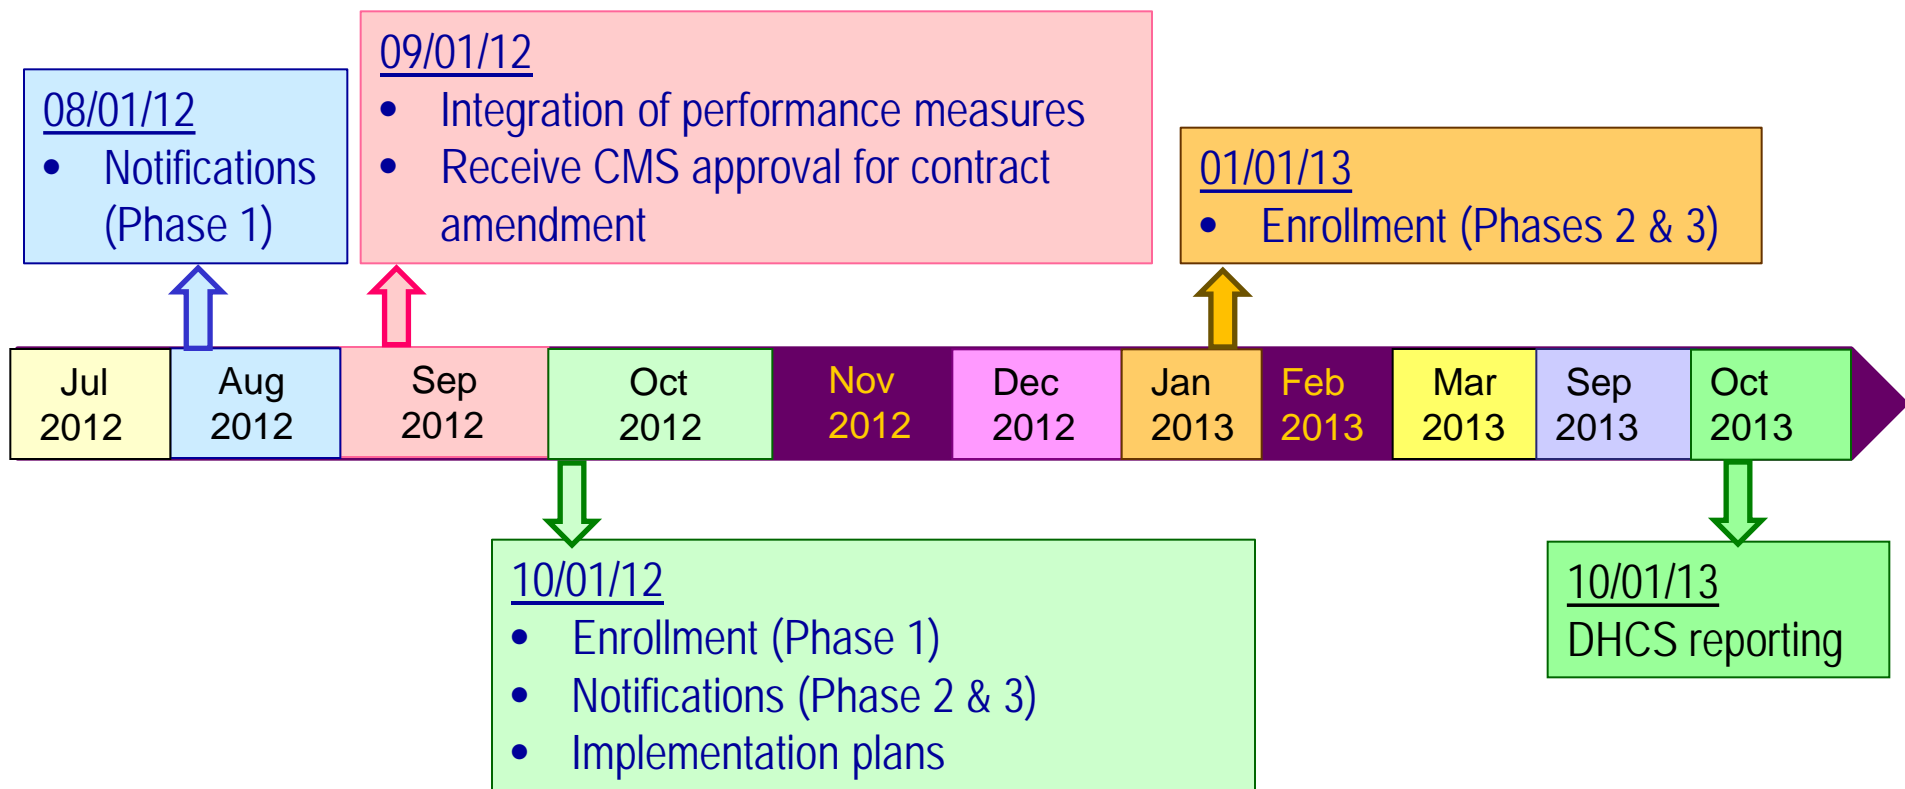 08/01/12
• Notifications
(Phase 1)
09/01/12
• Integration of performance measures
• Receive CMS approval for contract
amendment
01/01/13
• Enrollment (Phases 2 & 3)
Jul
2012
Aug
2012
Sep
2012
Oct
2012
Nov
2012
Dec
2012
Jan
2013
Feb
2013
Mar
2013
Sep
2013
Oct
2013
10/01/12
• Enrollment (Phase 1)
• Notifications (Phase 2 & 3)
• Implementation plans
10/01/13
DHCS reporting